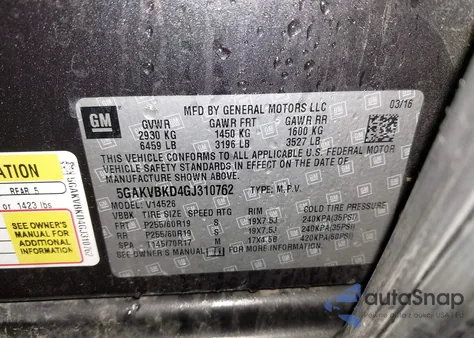 GM
MFD BY GENERAL MOTORS LLC
03/16
GVWR GAWR FRT GAWR RR
2930 KG 1450 KG 1600 KG
6459 LB 3196 LB 3527 LB
THIS VEHICLE CONFORMS TO ALL APPLICABLE U.S. FEDERAL MOTOR
VEHICLE SAFETY STANDARDS IN EFFECT ON THE DATE OF
MANUFACTURE SHOWN ABOVE.
5GAKVBKD4GJ310762 TYPE: M.P.V.
MODEL: V14526
VBBK TIRE SIZE SPEED RTG RIM COLD TIRE PRESSURE
FRT P255/60R19 S 19X7.5J 240KPA(35PSI)
RR P255/60R19 S 19X7.5J 240KPA(35PSI)
SPA T145/70R17 M 17X4.5B 420KPA(60PSI)
SEE OWNER'S MANUAL FOR MORE INFORMATION.
ATION
REAR 5
or 1423 lbs
SEE OWNER'S
MANUAL FOR
ADDITIONAL
INFORMATION
5GAKVBKD4GJ310762
autoSnap